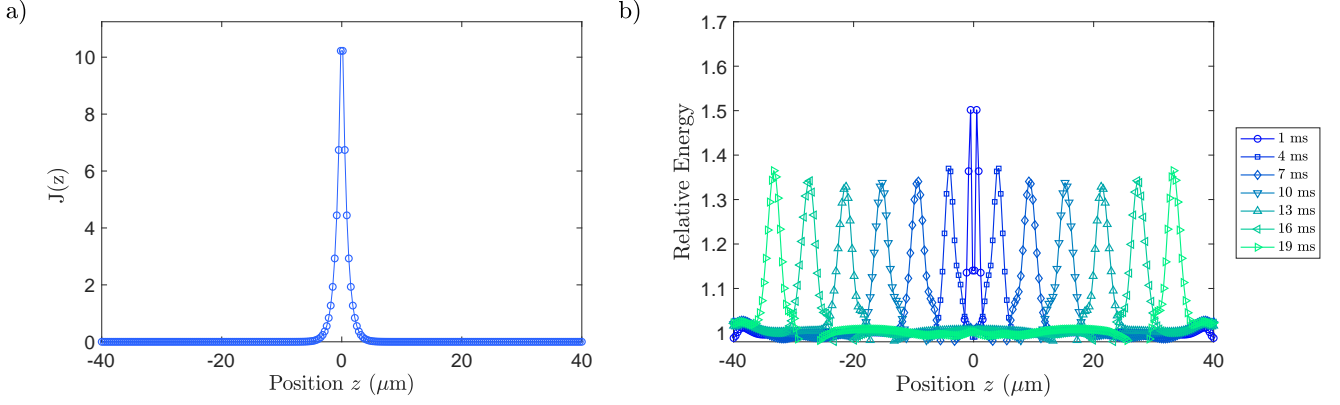 a)
10
8
6
4
2
0
J(z)
-40
-20
0
20
40
Position z (μm)
b)
1.7
1.6
1.5
1.4
1.3
1.2
1.1
1
Relative Energy
-40
-20
0
20
40
Position z (μm)
1 ms
4 ms
7 ms
10 ms
13 ms
16 ms
19 ms